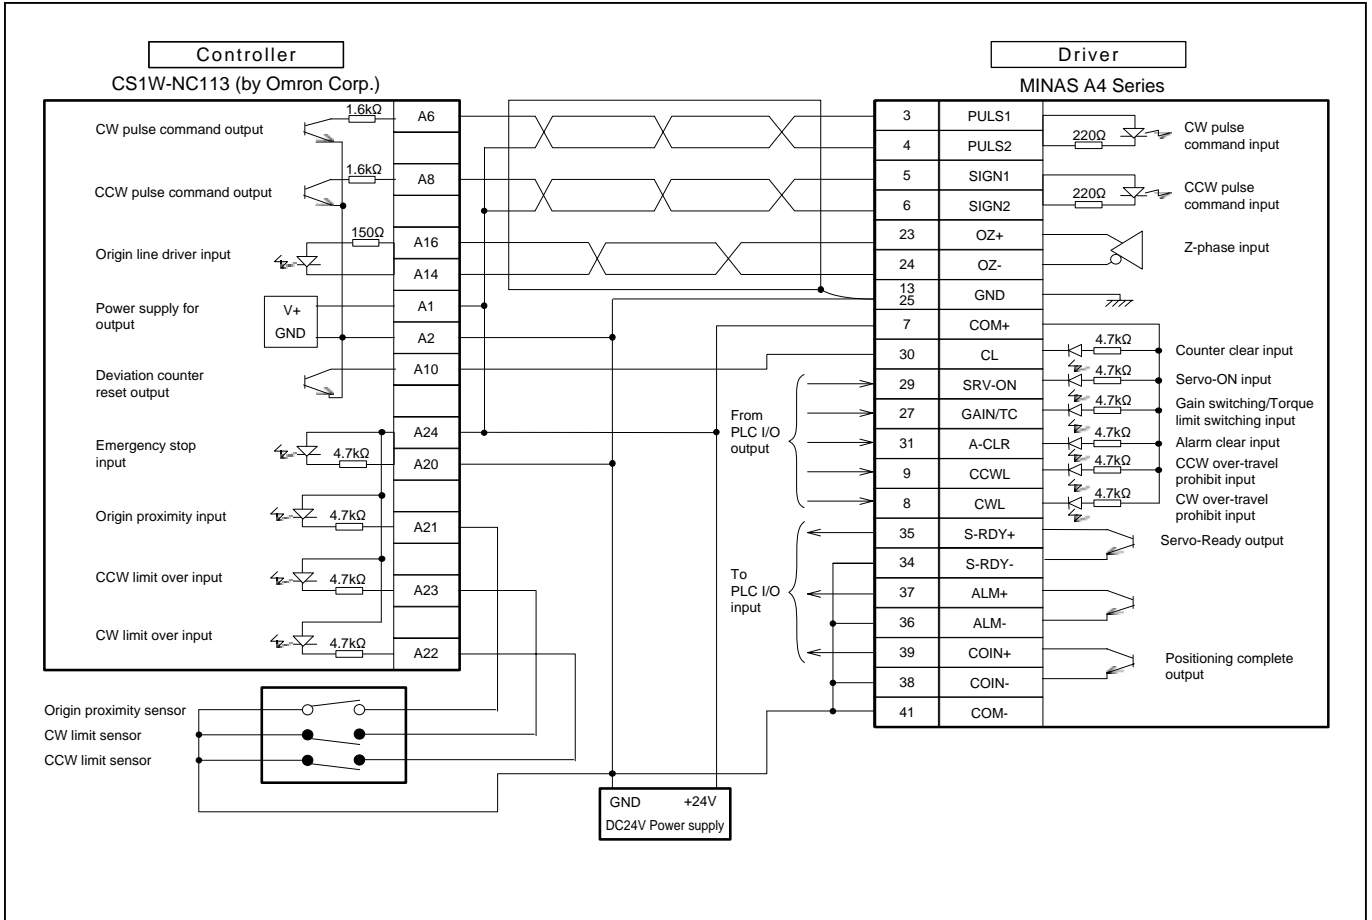 Controller
Driver
CS1W-NC113 (by Omron Corp.)
MINAS A4 Series
CW pulse command output
1.6kΩ
A6
CCW pulse command output
1.6kΩ
A8
Origin line driver input
150Ω
A16
A14
Power supply for
output
V+
GND
A1
A2
Deviation counter
reset output
A10
Emergency stop
input
4.7kΩ
A24
A20
Origin proximity input
4.7kΩ
A21
CCW limit over input
4.7kΩ
A23
CW limit over input
4.7kΩ
A22
Origin proximity sensor
CW limit sensor
CCW limit sensor
GND +24V
DC24V Power supply
From
PLC I/O
output
To
PLC I/O
input
3 PULS1
4 PULS2
220Ω
CW pulse
command input
5 SIGN1
6 SIGN2
220Ω
CCW pulse
command input
23 OZ+
24 OZ-
Z-phase input
13
25
GND
7 COM+
30 CL
4.7kΩ
Counter clear input
29 SRV-ON
4.7kΩ
Servo-ON input
27 GAIN/TC
4.7kΩ
Gain switching/Torque
limit switching input
31 A-CLR
4.7kΩ
Alarm clear input
9 CCWL
4.7kΩ
CCW over-travel
prohibit input
8 CWL
4.7kΩ
CW over-travel
prohibit input
35 S-RDY+
34 S-RDY-
Servo-Ready output
37 ALM+
36 ALM-
39 COIN+
38 COIN-
Positioning complete
output
41 COM-